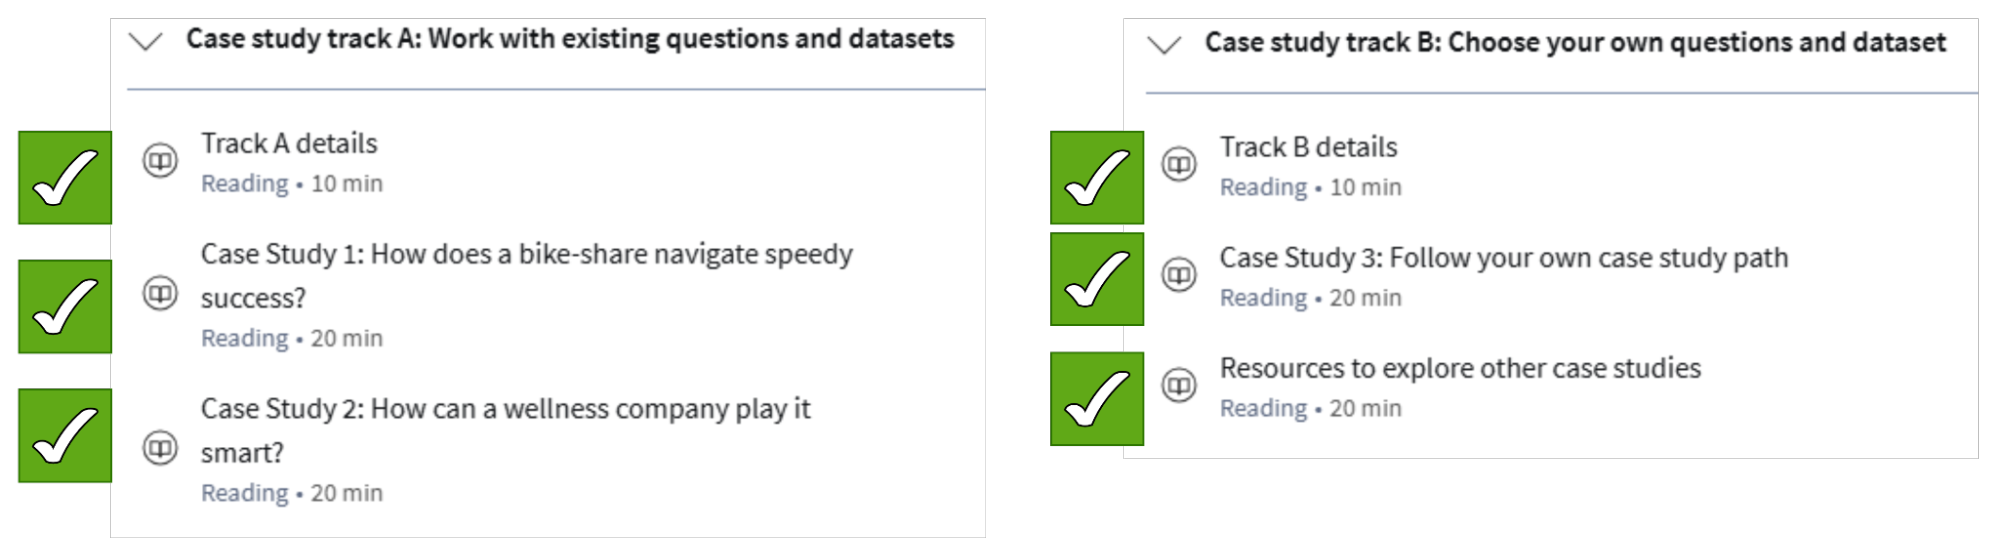 Case study track A: Work with existing questions and datasets
Track A details
Reading • 10 min
Case Study 1: How does a bike-share navigate speedy
success?
Reading • 20 min
Case Study 2: How can a wellness company play it
smart?
Reading • 20 min
Case study track B: Choose your own questions and dataset
Track B details
Reading • 10 min
Case Study 3: Follow your own case study path
Reading • 20 min
Resources to explore other case studies
Reading • 20 min